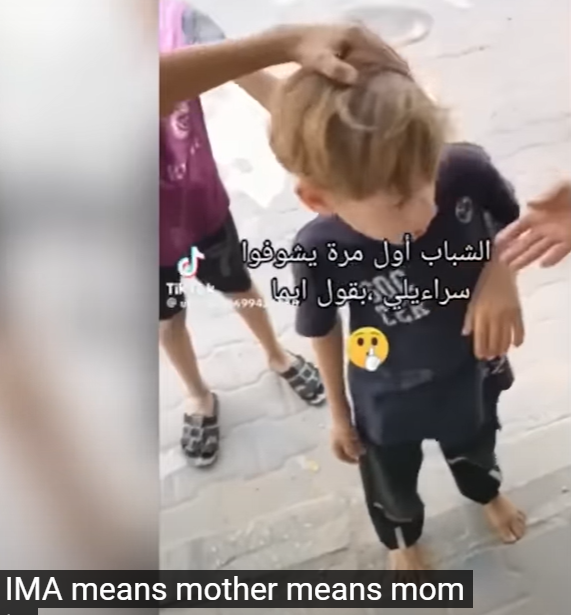 الشباب أول مرة يشوفوا
سراءيلي ،بقول ايما
TikTok
IMA means mother means mom